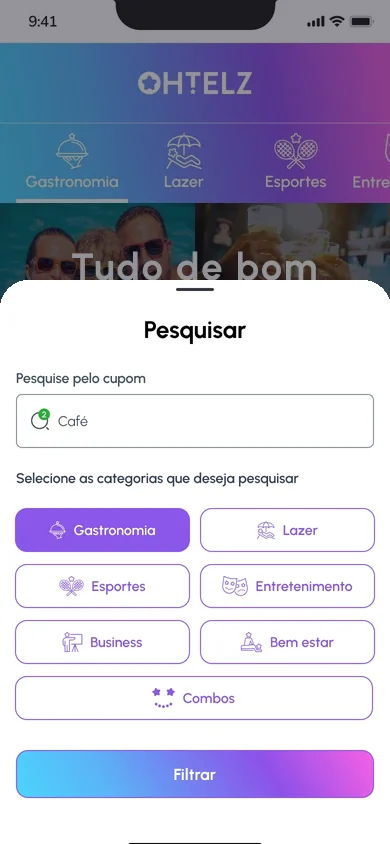 9:41
OHTELZ
Gastronomia
Lazer
Esportes
Entre
Tudo de bom
Pesquisar
Pesquise pelo cupom
2
Café
Selecione as categorias que deseja pesquisar
Gastronomia
Lazer
Esportes
Entretenimento
Business
Bem estar
Combos
Filtrar